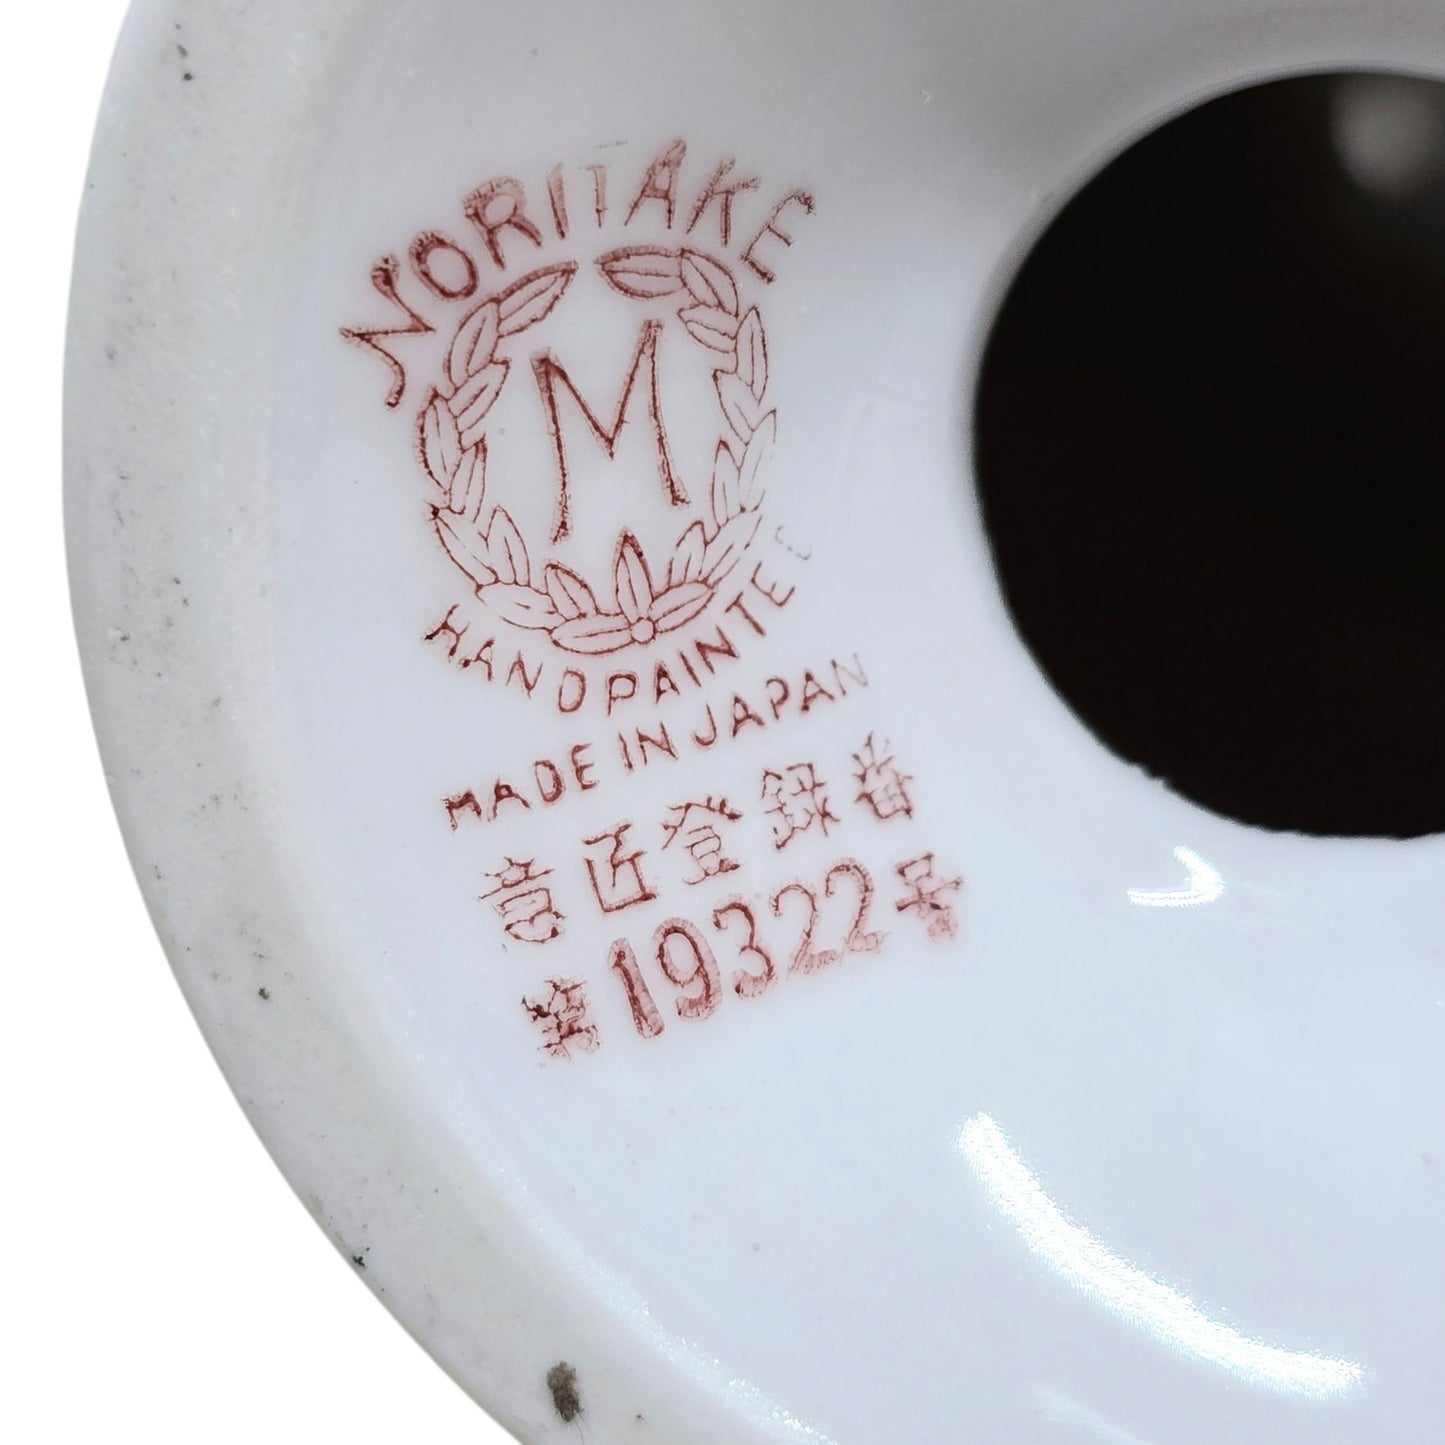 NORITAKE
M
HANDPAINTED
MADE IN JAPAN
意匠登録番
第19322号